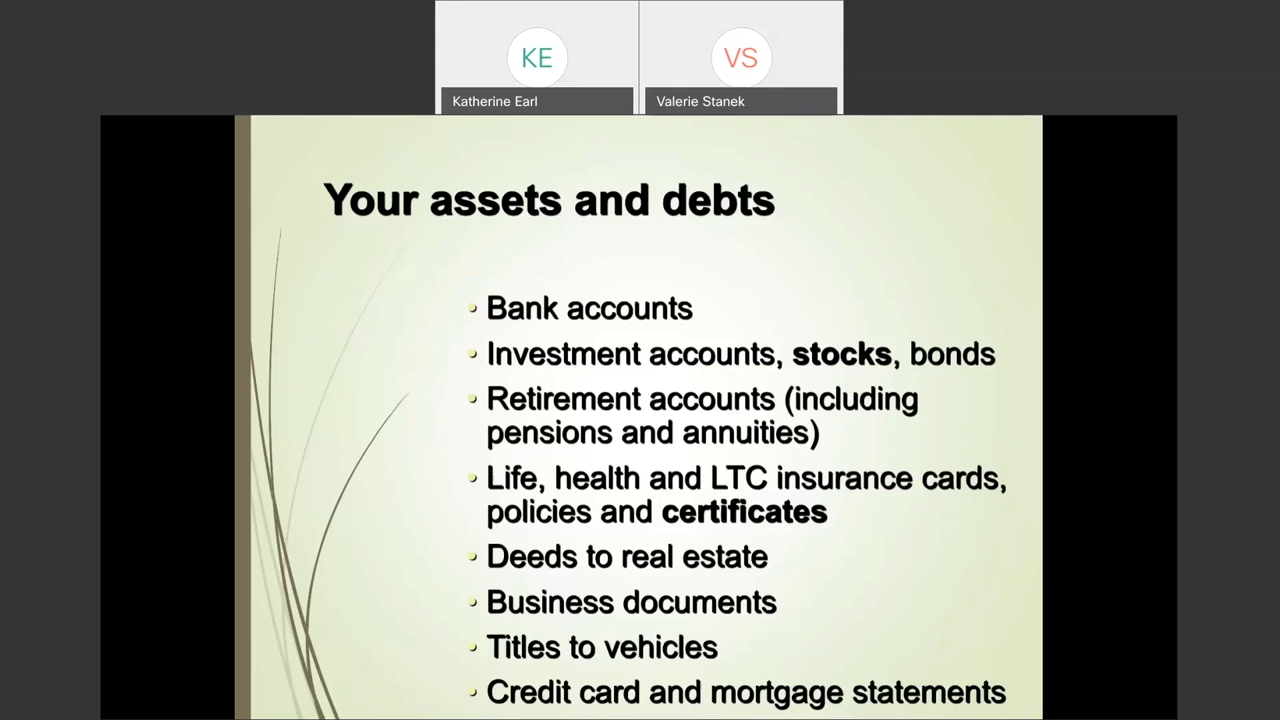 KE
VS
Katherine Earl
Valerie Stanek
Your assets and debts
• Bank accounts
• Investment accounts, stocks, bonds
• Retirement accounts (including
pensions and annuities)
• Life, health and LTC insurance cards,
policies and certificates
• Deeds to real estate
• Business documents
• Titles to vehicles
• Credit card and mortgage statements